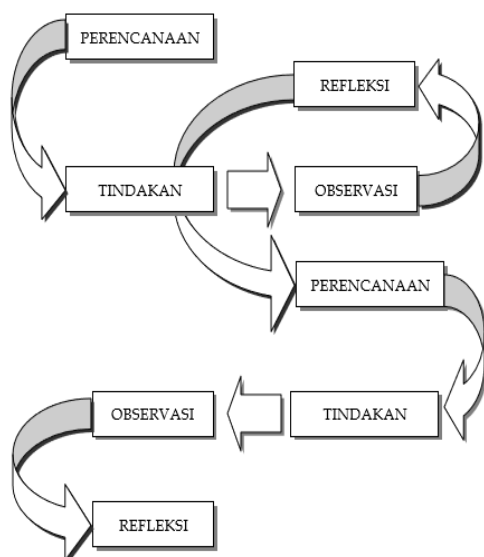 PERENCANAAN
REFLEKSI
TINDAKAN
OBSERVASI
PERENCANAAN
OBSERVASI
TINDAKAN
REFLEKSI